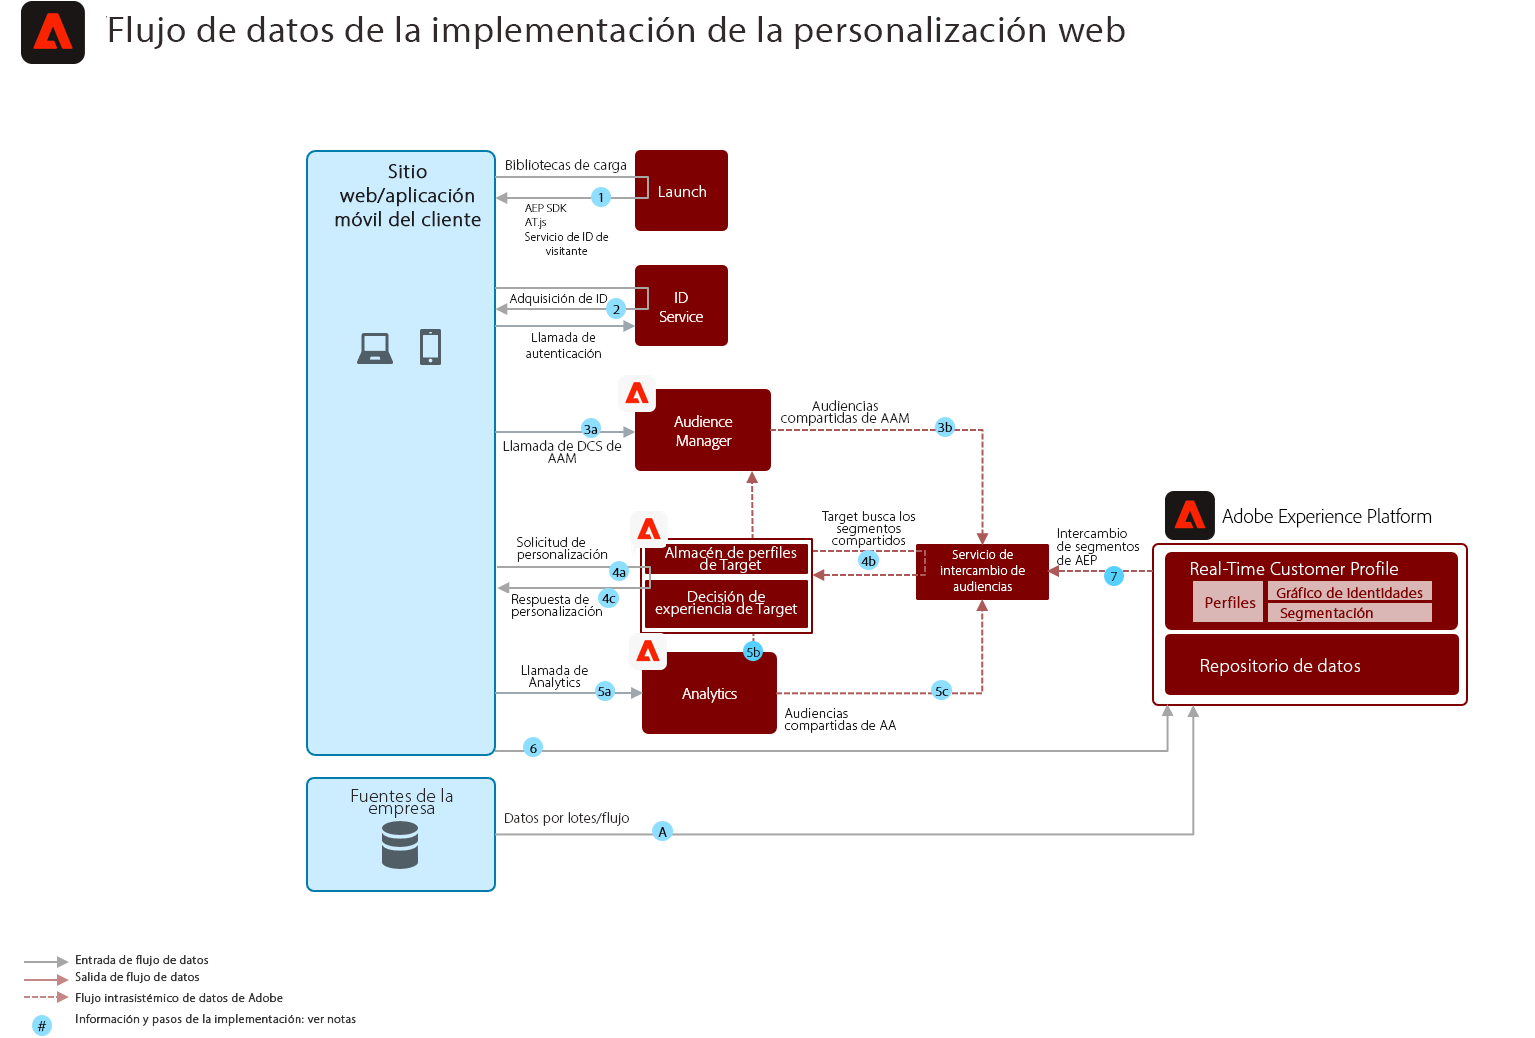 Flujo de datos de la implementación de la personalización web
Sitio
web/aplicación
móvil del cliente
Bibliotecas de carga
1
AEP SDK
AT.js
Servicio de ID de
visitante
Launch
Adquisición de ID
2
Llamada de
autenticación
ID
Service
3a
Llamada de DCS de
AAM
Audience
Manager
Audiencias
compartidas de AAM
3b
Solicitud de
personalización
4a
4c
Respuesta de
personalización
Almacén de perfiles
de Target
Decisión de
experiencia de Target
Target busca los
segmentos
compartidos
4b
Servicio de
intercambio de
audiencias
Intercambio
de segmentos
de AEP
7
Adobe Experience Platform
Real-Time Customer Profile
Perfiles
Gráfico de identidades
Segmentación
Repositorio de datos
5b
Llamada de
Analytics
5a
Analytics
5c
Audiencias
compartidas de AA
6
Fuentes de la
empresa
Datos por lotes/flujo
A
Entrada de flujo de datos
Salida de flujo de datos
Flujo intrasistémico de datos de Adobe
# Información y pasos de la implementación: ver notas